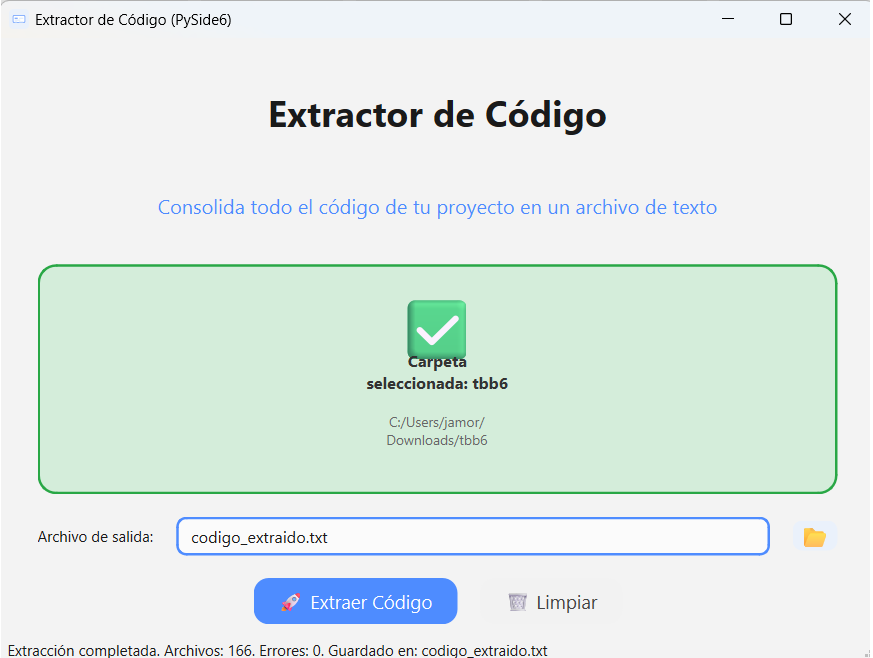 Extractor de Código (PySide6)
Extractor de Código
Consolida todo el código de tu proyecto en un archivo de texto
Carpeta
seleccionada: tbb6
C:/Users/jamor/
Downloads/tbb6
Archivo de salida:
codigo_extraido.txt
Extraer Código
Limpiar
Extracción completada. Archivos: 166. Errores: 0. Guardado en: codigo_extraido.txt